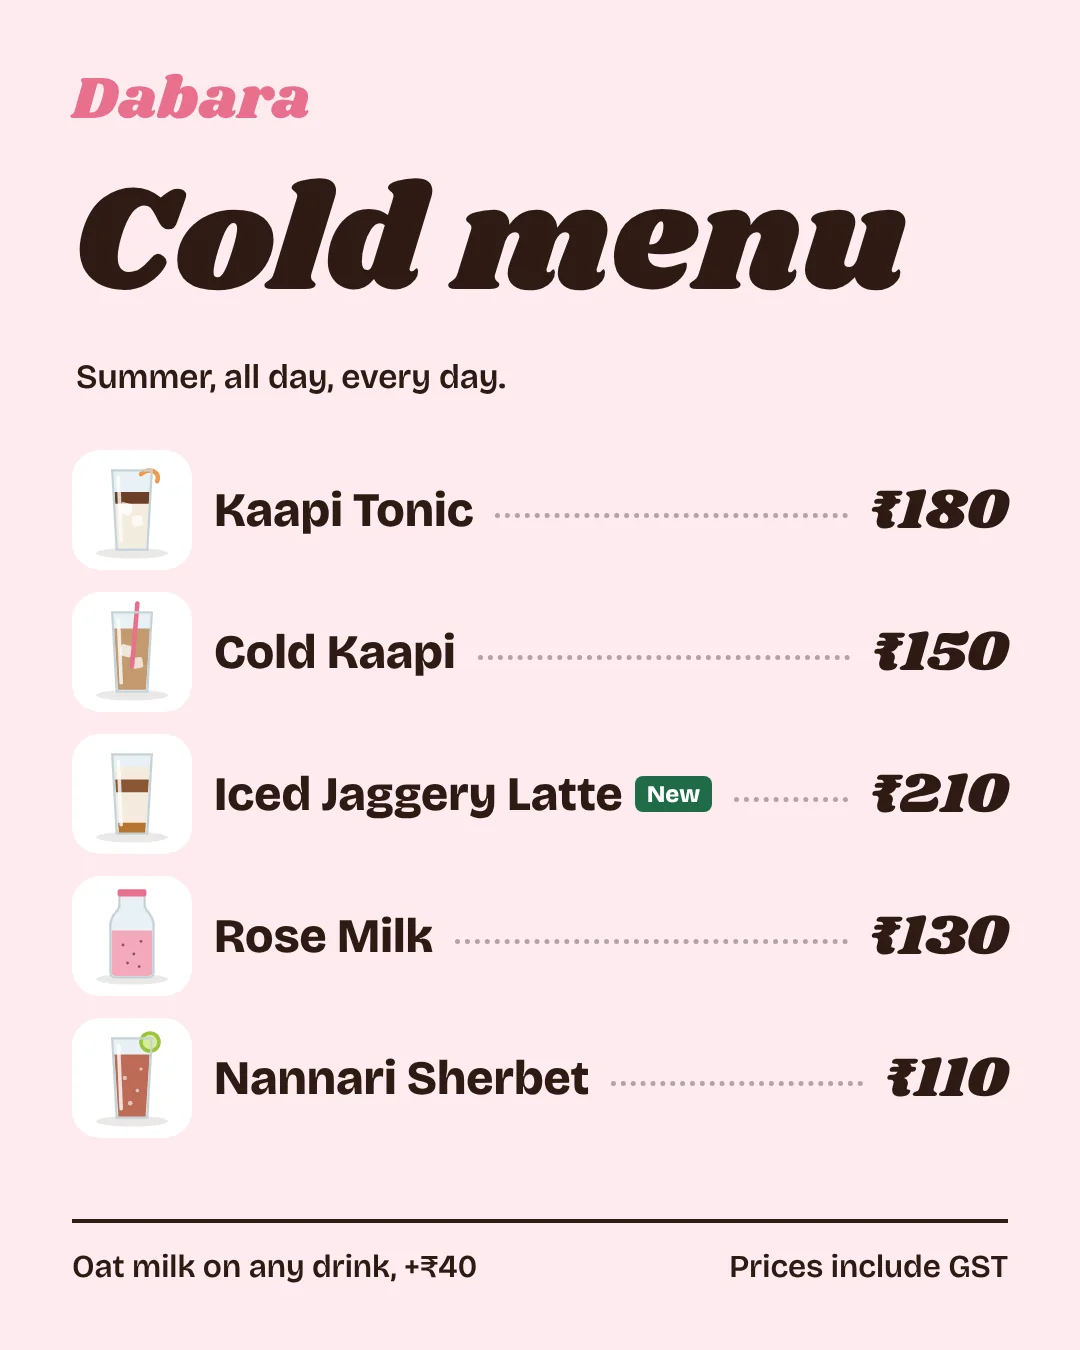 Dabara
Cold menu
Summer, all day, every day.
Kaapi Tonic ₹180
Cold Kaapi ₹150
Iced Jaggery Latte New ₹210
Rose Milk ₹130
Nannari Sherbet ₹110
Oat milk on any drink, +₹40 Prices include GST